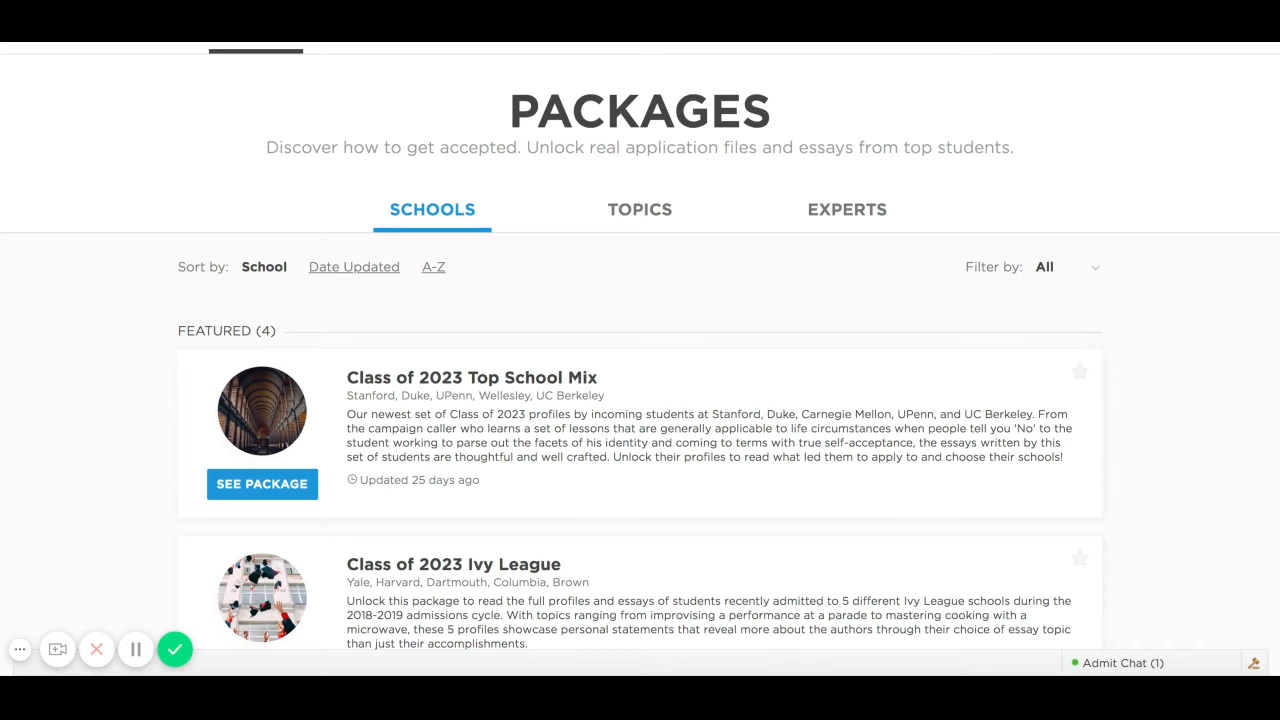 PACKAGES
Discover how to get accepted. Unlock real application files and essays from top students.
SCHOOLS TOPICS EXPERTS
Sort by: School Date Updated A-Z Filter by: All
FEATURED (4)
Class of 2023 Top School Mix
Stanford, Duke, UPenn, Wellesley, UC Berkeley
Our newest set of Class of 2023 profiles by incoming students at Stanford, Duke, Carnegie Mellon, UPenn, and UC Berkeley. From
the campaign caller who learns a set of lessons that are generally applicable to life circumstances when people tell you 'No' to the
student working to parse out the facets of his identity and coming to terms with true self-acceptance, the essays written by this
set of students are thoughtful and well crafted. Unlock their profiles to read what led them to apply to and choose their schools!
SEE PACKAGE
Updated 25 days ago
Class of 2023 Ivy League
Yale, Harvard, Dartmouth, Columbia, Brown
Unlock this package to read the full profiles and essays of students recently admitted to 5 different Ivy League schools during the
2018-2019 admissions cycle. With topics ranging from improvising a performance at a parade to mastering cooking with a
microwave, these 5 profiles showcase personal statements that reveal more about the authors through their choice of essay topic
than just their accomplishments.
Admit Chat (1)